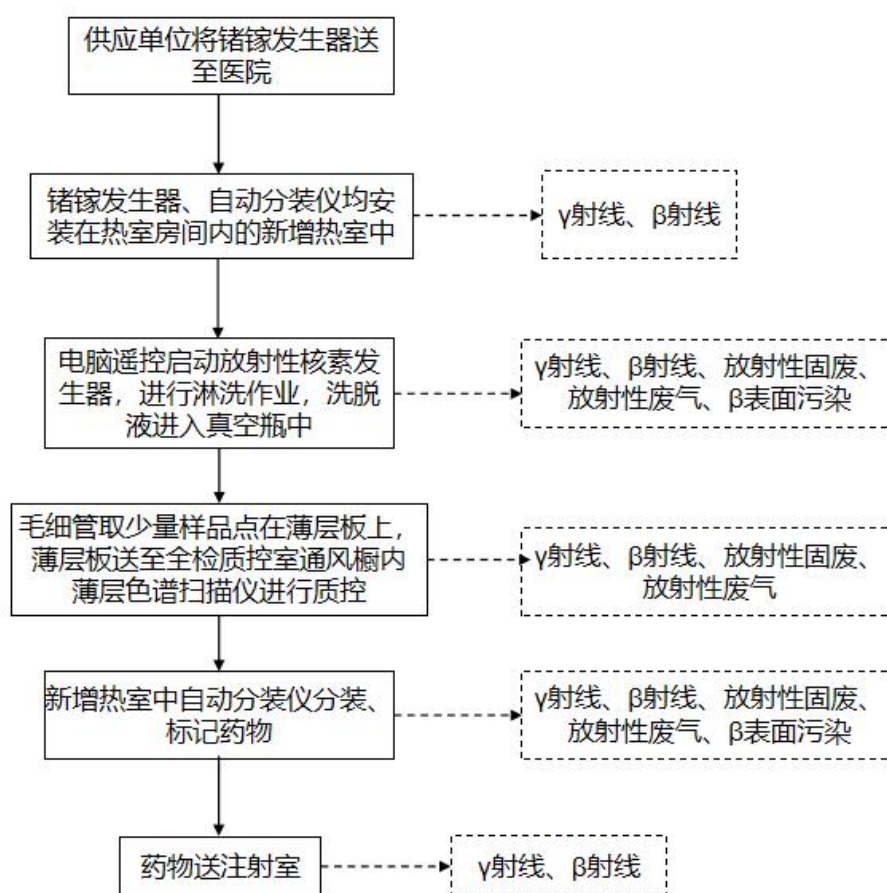 供应单位将锗镓发生器送
至医院
锗镓发生器、自动分装仪均安
装在热室房间内的新增热室中
γ射线、β射线
电脑遥控启动放射性核素发
生器，进行淋洗作业，洗脱
液进入真空瓶中
γ射线、β射线、放射性固废、
放射性废气、β表面污染
毛细管取少量样品点在薄层板上，
薄层板送至全检质控室通风橱内
薄层色谱扫描仪进行质控
γ射线、β射线、放射性固废、
放射性废气
新增热室中自动分装仪分装、
标记药物
γ射线、β射线、放射性固废、
放射性废气、β表面污染
药物送注射室
γ射线、β射线